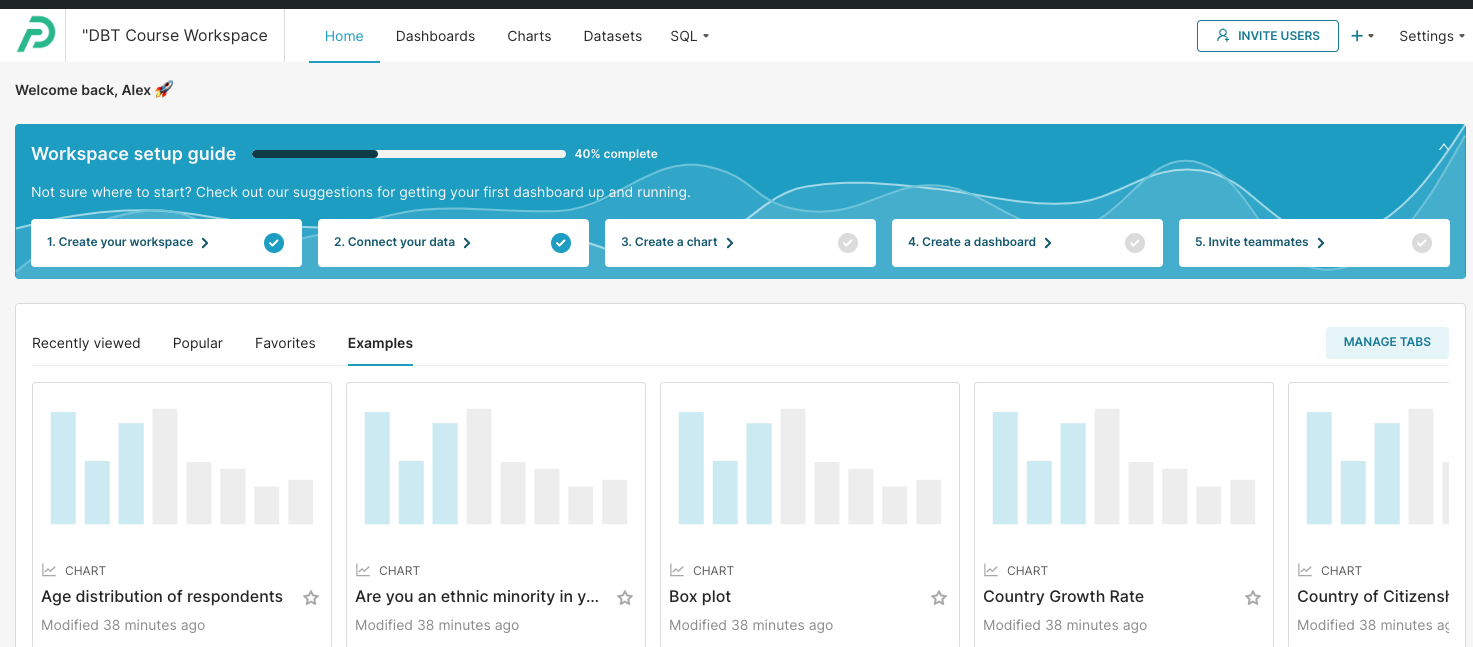 "DBT Course Workspace
Home
Dashboards
Charts
Datasets
SQL
INVITE USERS
Settings
Welcome back, Alex 🚀
Workspace setup guide
40% complete
Not sure where to start? Check out our suggestions for getting your first dashboard up and running.
1. Create your workspace
2. Connect your data
3. Create a chart
4. Create a dashboard
5. Invite teammates
Recently viewed
Popular
Favorites
Examples
MANAGE TABS
CHART
Age distribution of respondents
Modified 38 minutes ago
CHART
Are you an ethnic minority in y...
Modified 38 minutes ago
CHART
Box plot
Modified 38 minutes ago
CHART
Country Growth Rate
Modified 38 minutes ago
CHART
Country of
Modified 38 minutes